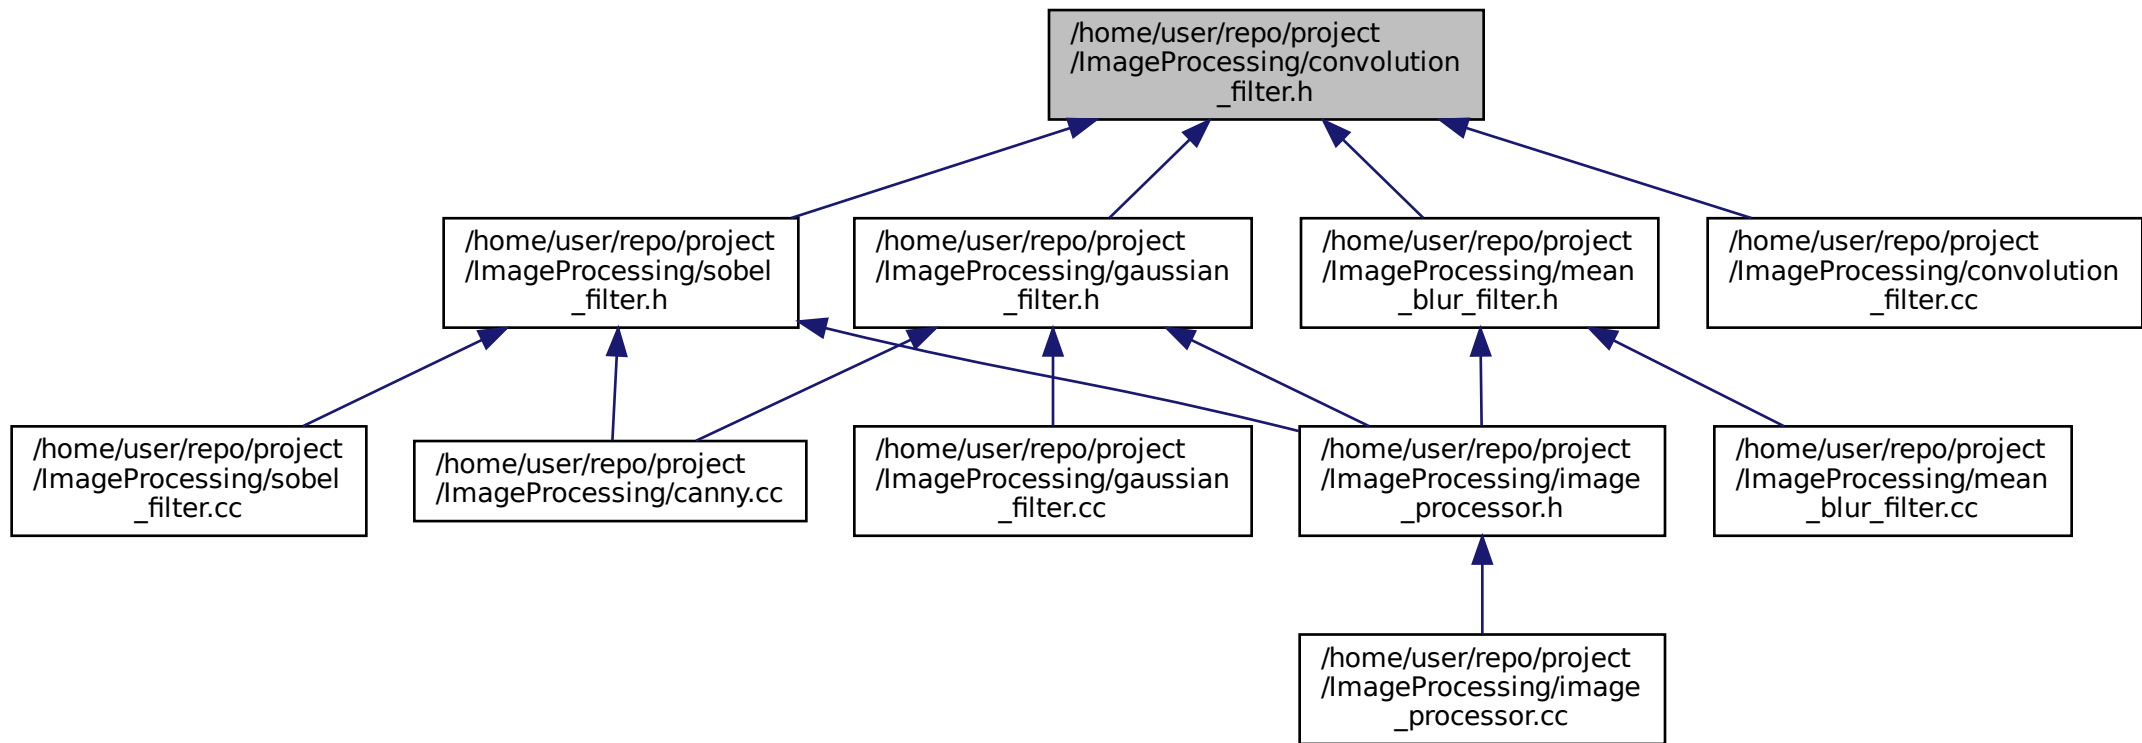 /home/user/repo/project
/ImageProcessing/convolution
_filter.h
/home/user/repo/project
/ImageProcessing/sobel
_filter.h
/home/user/repo/project
/ImageProcessing/gaussian
_filter.h
/home/user/repo/project
/ImageProcessing/mean
_blur_filter.h
/home/user/repo/project
/ImageProcessing/convolution
_filter.cc
/home/user/repo/project
/ImageProcessing/sobel
_filter.cc
/home/user/repo/project
/ImageProcessing/canny.cc
/home/user/repo/project
/ImageProcessing/gaussian
_filter.cc
/home/user/repo/project
/ImageProcessing/image
_processor.h
/home/user/repo/project
/ImageProcessing/mean
_blur_filter.cc
/home/user/repo/project
/ImageProcessing/image
_processor.cc